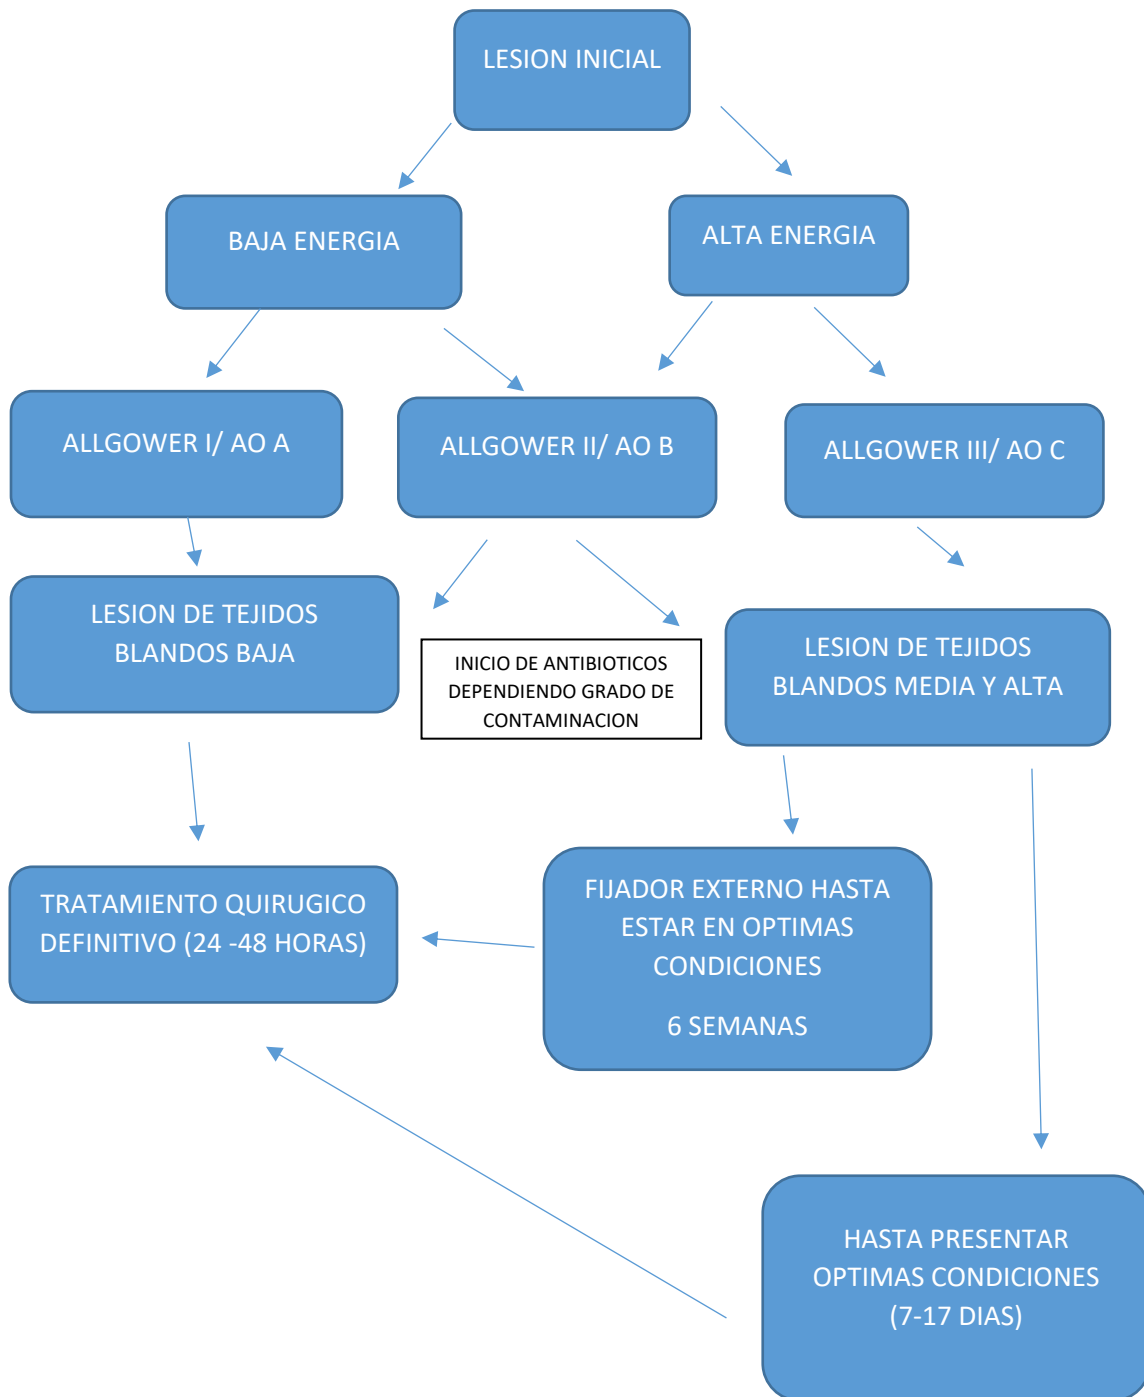 LESION INICIAL
BAJA ENERGIA
ALTA ENERGIA
ALLGOWER I/ AO A
ALLGOWER II/ AO B
ALLGOWER III/ AO C
LESION DE TEJIDOS
BLANDOS BAJA
INICIO DE ANTIBIOTICOS
DEPENDIENDO GRADO DE
CONTAMINACION
LESION DE TEJIDOS
BLANDOS MEDIA Y ALTA
TRATAMIENTO QUIRUGICO
DEFINITIVO (24 -48 HORAS)
FIJADOR EXTERNO HASTA
ESTAR EN OPTIMAS
CONDICIONES
6 SEMANAS
HASTA PRESENTAR
OPTIMAS CONDICIONES
(7-17 DIAS)